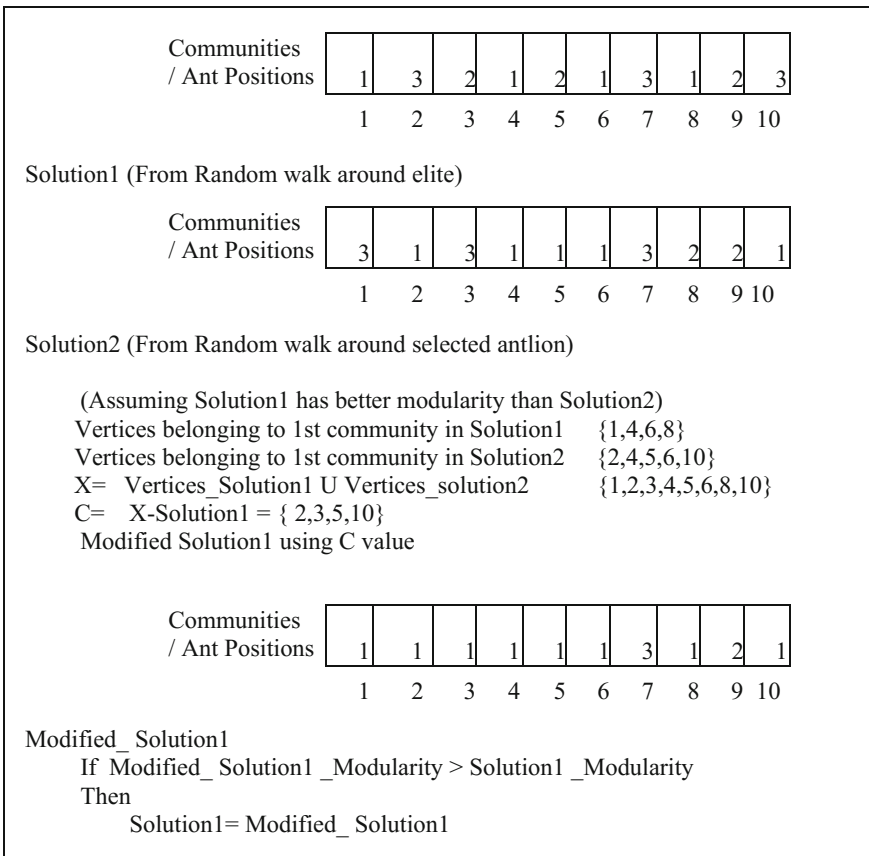 Communities
/ Ant Positions 1 3 2 1 2 1 3 1 2 3
1 2 3 4 5 6 7 8 9 10
Solution1 (From Random walk around elite)
Communities
/ Ant Positions 3 1 3 1 1 1 3 2 2 1
1 2 3 4 5 6 7 8 9 10
Solution2 (From Random walk around selected antlion)
(Assuming Solution1 has better modularity than Solution2)
Vertices belonging to 1st community in Solution1 {1,4,6,8}
Vertices belonging to 1st community in Solution2 {2,4,5,6,10}
X= Vertices_Solution1 U Vertices_solution2 {1,2,3,4,5,6,8,10}
C= X-Solution1 = { 2,3,5,10}
Modified Solution1 using C value
Communities
/ Ant Positions 1 1 1 1 1 1 3 1 2 1
1 2 3 4 5 6 7 8 9 10
Modified_ Solution1
If Modified_ Solution1 _Modularity > Solution1 _Modularity
Then
Solution1= Modified_ Solution1